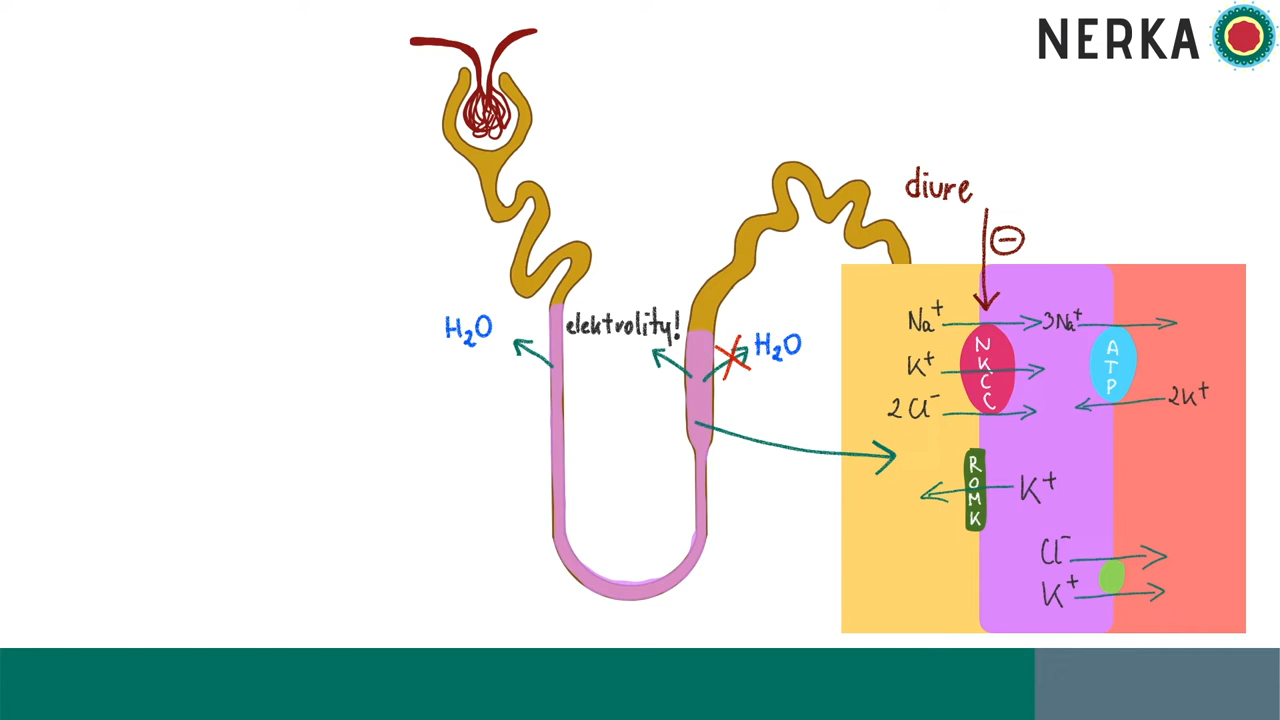 NERKA
diure
⊖
H₂O
elektrolity!
H₂O
Na⁺
3Na⁺
NKCC
ATP
K⁺
2Cl⁻
2K⁺
ROMK
K⁺
Cl⁻
K⁺